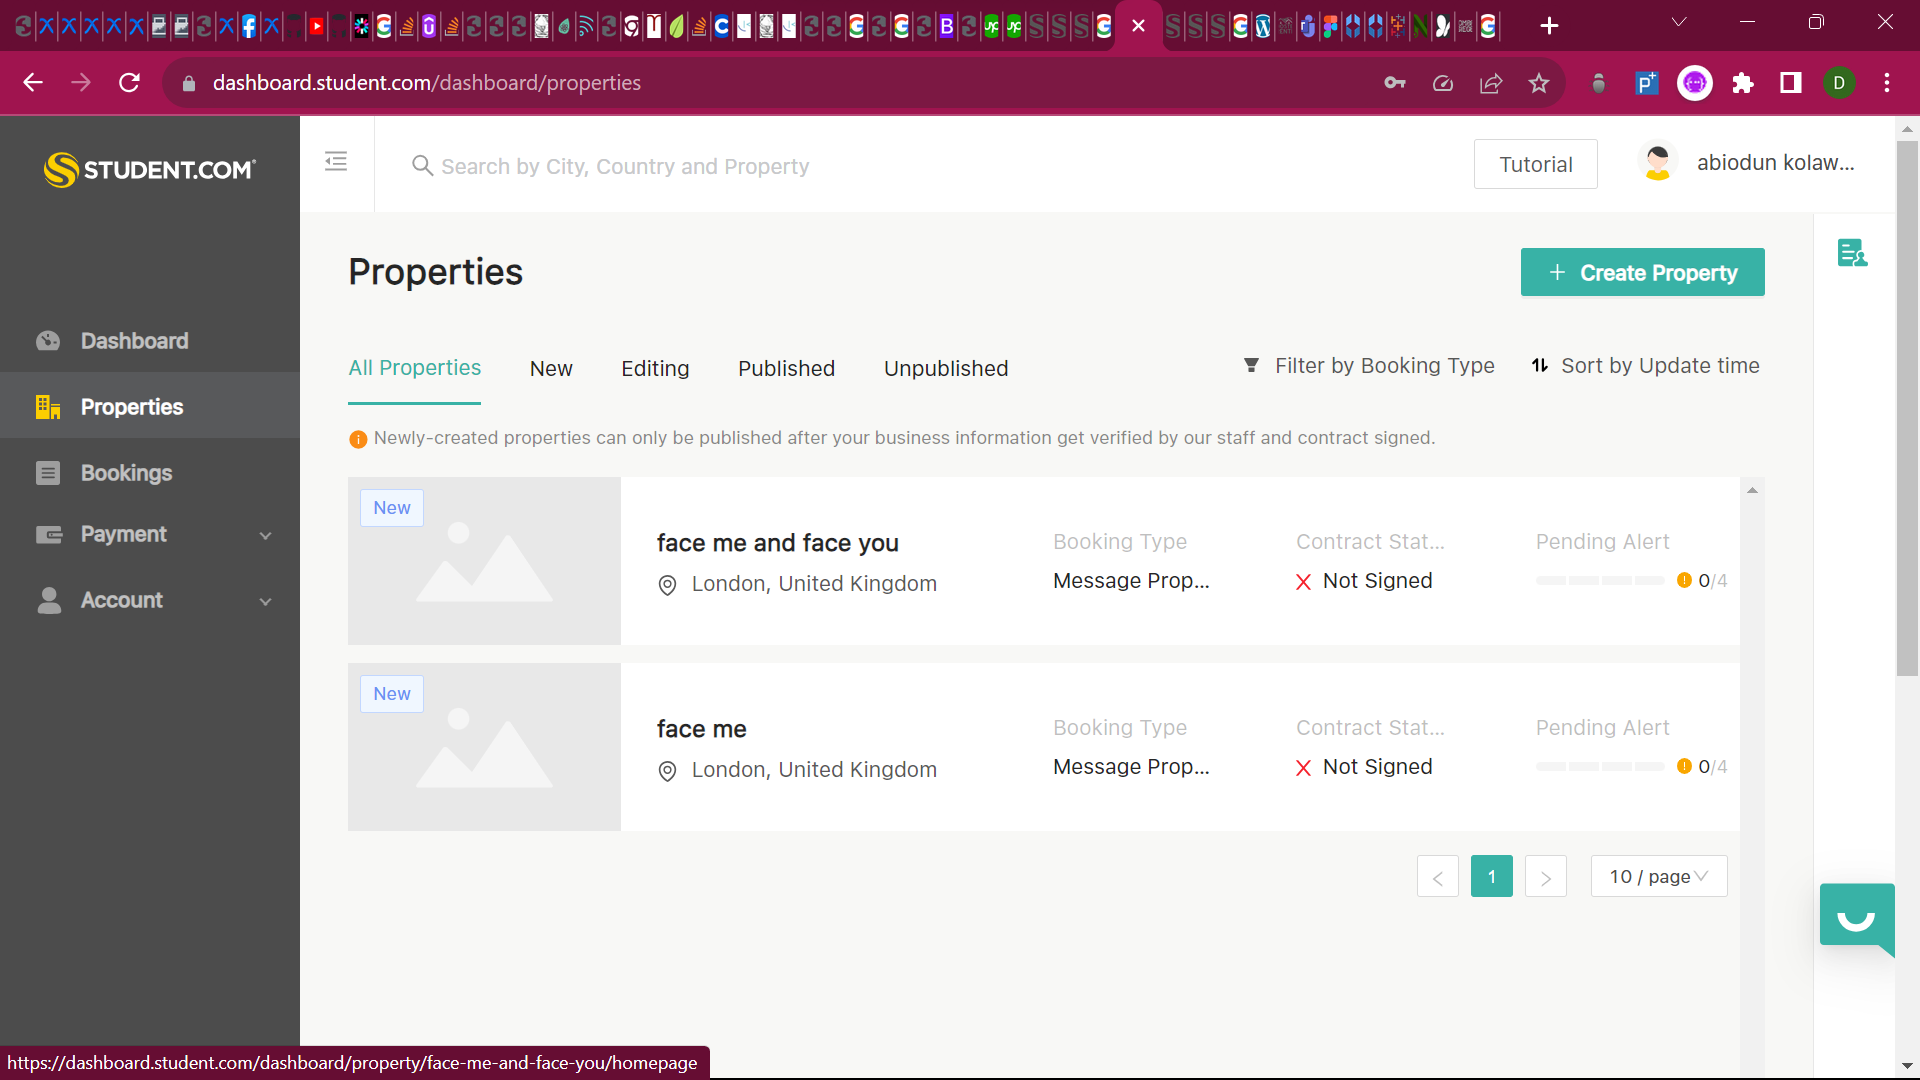 dashboard.student.com/dashboard/properties
D
STUDENT.COM
Search by City, Country and Property
Tutorial
abiodun kolaw...
Properties
+ Create Property
Dashboard
Properties
Bookings
Payment
Account
All Properties
New
Editing
Published
Unpublished
Filter by Booking Type
Sort by Update time
Newly-created properties can only be published after your business information get verified by our staff and contract signed.
New
face me and face you
London, United Kingdom
Booking Type
Message Prop...
Contract Stat...
Not Signed
Pending Alert
0/4
New
face me
London, United Kingdom
Booking Type
Message Prop...
Contract Stat...
Not Signed
Pending Alert
0/4
1
10 / page
https://dashboard.student.com/dashboard/property/face-me-and-face-you/homepage